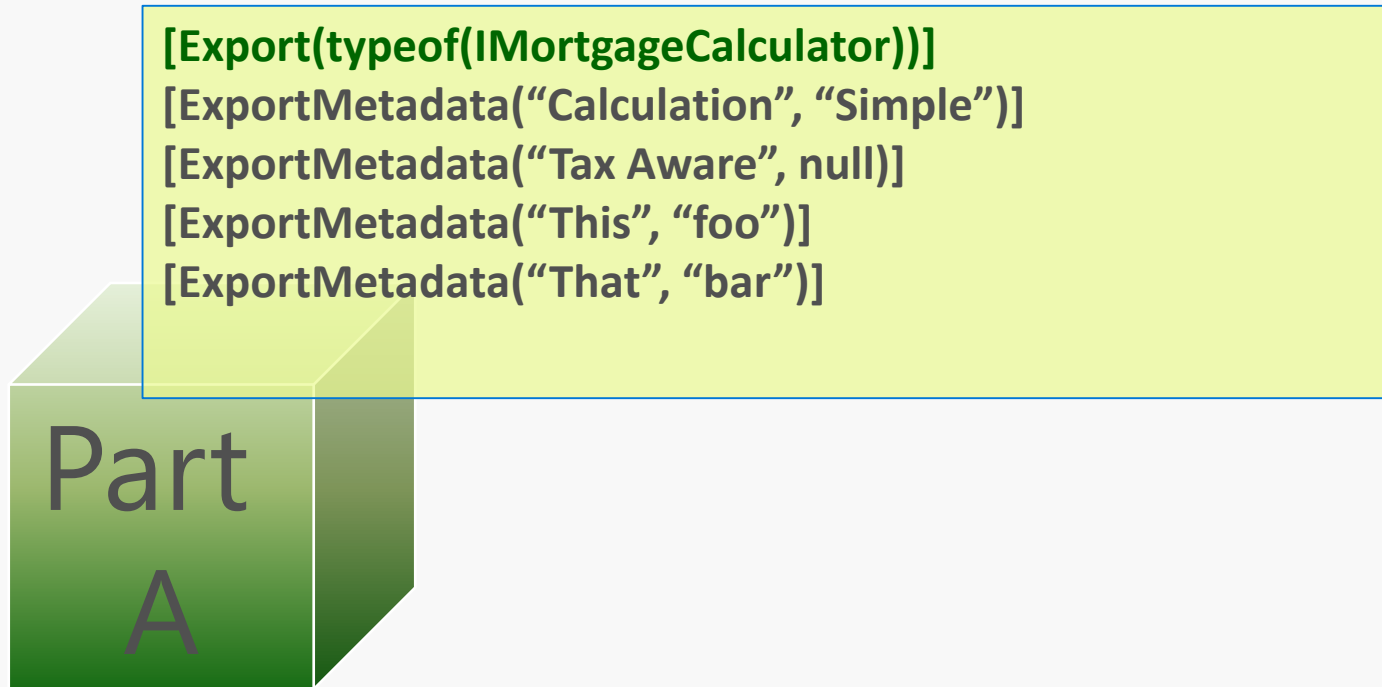 [Export(typeof(IMortgageCalculator))]
[ExportMetadata(“Calculation”, “Simple”)]
[ExportMetadata(“Tax Aware”, null)]
[ExportMetadata(“This”, “foo”)]
[ExportMetadata(“That”, “bar”)]
Part
A